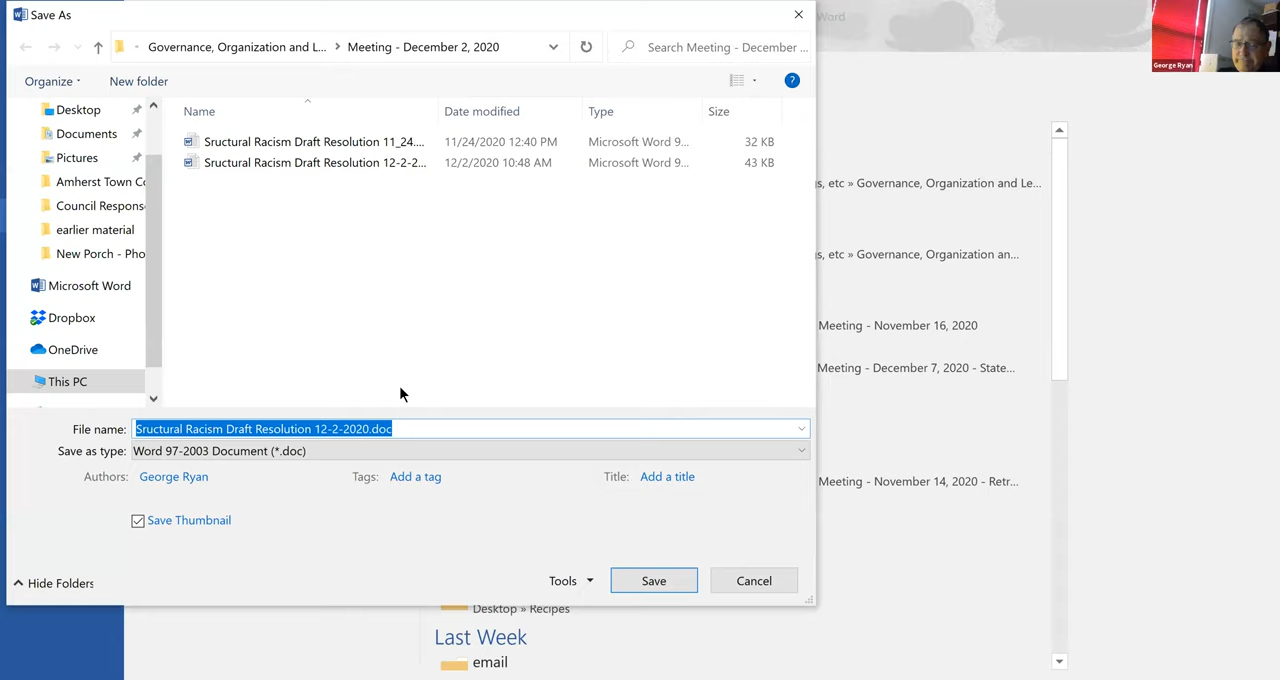 Save As
Word
George Ryan
Governance, Organization and L... > Meeting - December 2, 2020
Search Meeting - December ...
Organize
New folder
Name
Date modified
Type
Size
Desktop
Documents
Pictures
Amherst Town Co
Council Respons
earlier material
New Porch - Pho
Microsoft Word
Dropbox
OneDrive
This PC
Sructural Racism Draft Resolution 11_24.... 11/24/2020 12:40 PM Microsoft Word 9... 32 KB
Sructural Racism Draft Resolution 12-2-2... 12/2/2020 10:48 AM Microsoft Word 9... 43 KB
gs, etc » Governance, Organization and Le...
gs, etc » Governance, Organization an...
Meeting - November 16, 2020
Meeting - December 7, 2020 - State...
Meeting - November 14, 2020 - Retr...
File name: Sructural Racism Draft Resolution 12-2-2020.doc
Save as type: Word 97-2003 Document (*.doc)
Authors: George Ryan
Tags: Add a tag
Title: Add a title
Save Thumbnail
Hide Folders
Tools
Save
Cancel
Desktop » Recipes
Last Week
email